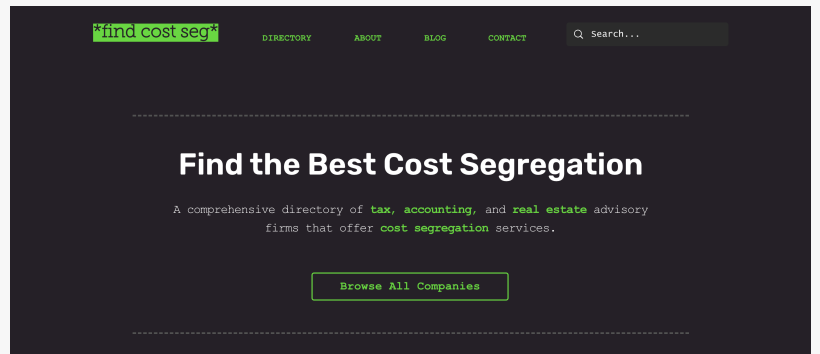 *find cost seg*
DIRECTORY
ABOUT
BLOG
CONTACT
Search...
Find the Best Cost Segregation
A comprehensive directory of tax, accounting, and real estate advisory
firms that offer cost segregation services.
Browse All Companies